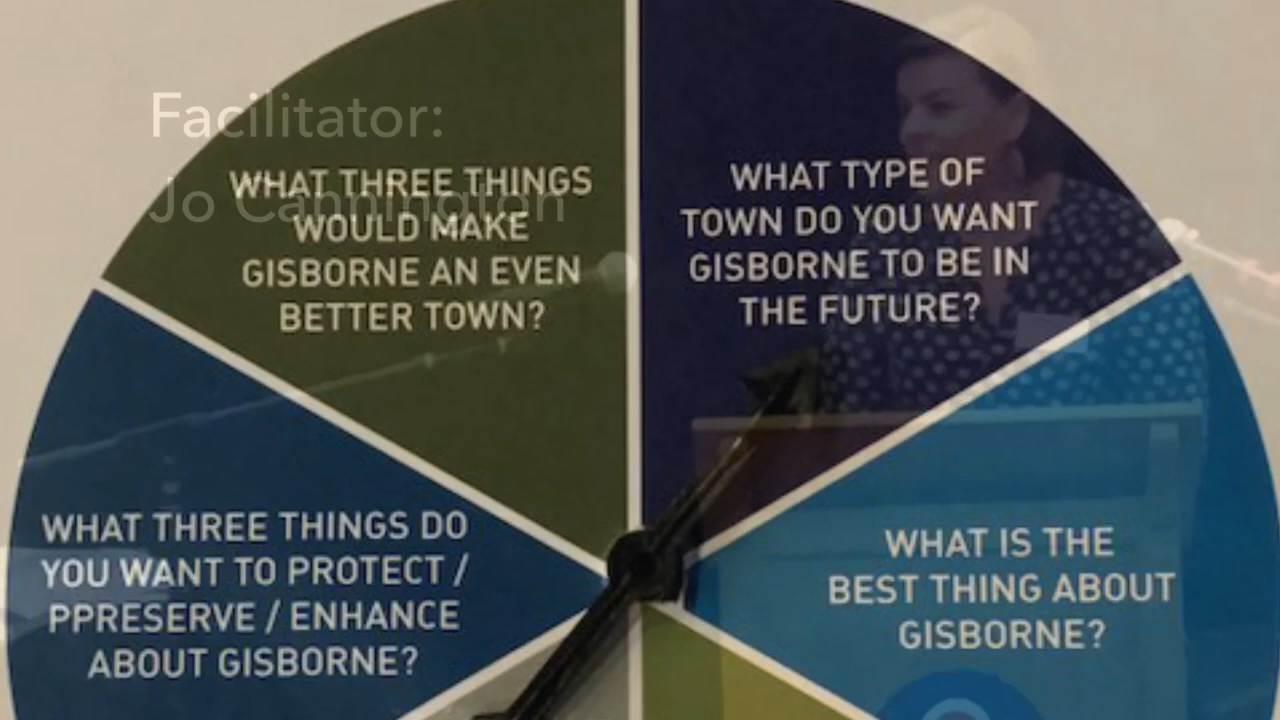 Facilitator:
Jo Cannington
WHAT THREE THINGS
WOULD MAKE
GISBORNE AN EVEN
BETTER TOWN?
WHAT TYPE OF
TOWN DO YOU WANT
GISBORNE TO BE IN
THE FUTURE?
WHAT THREE THINGS DO
YOU WANT TO PROTECT /
PPRESERVE / ENHANCE
ABOUT GISBORNE?
WHAT IS THE
BEST THING ABOUT
GISBORNE?